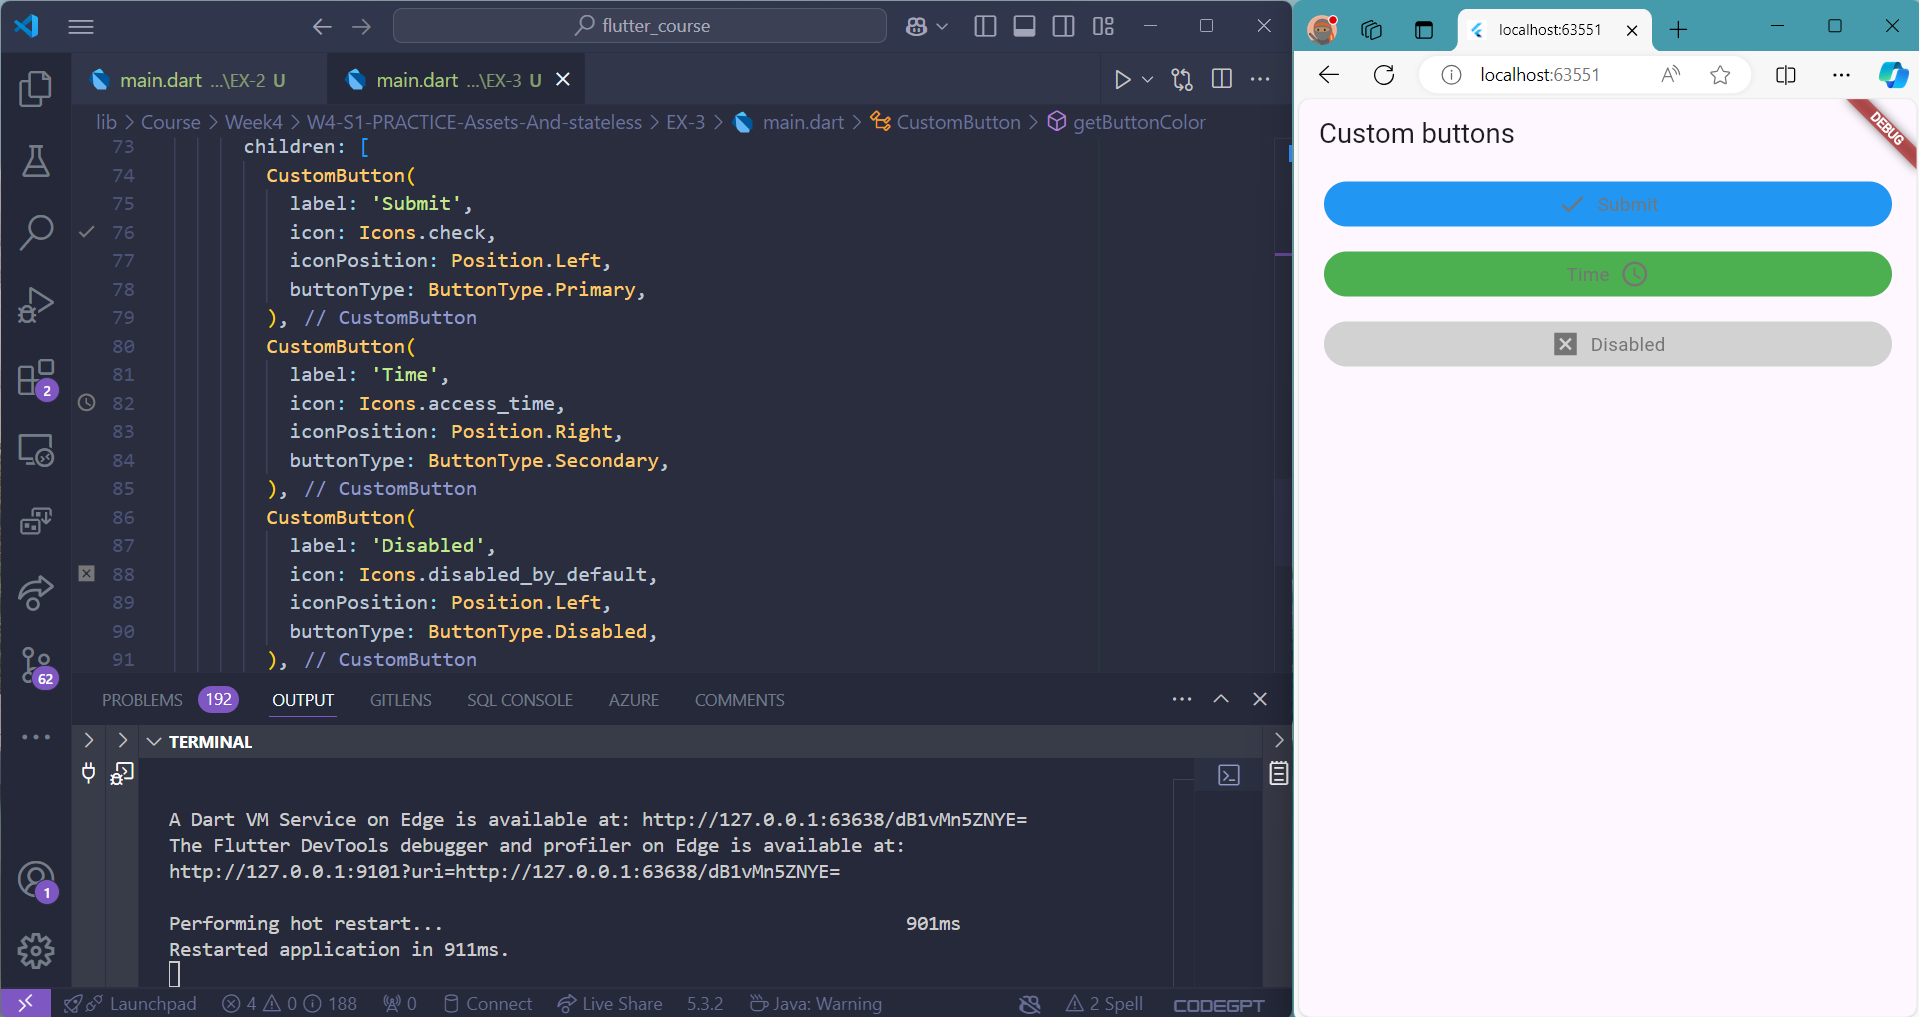 flutter_course
main.dart ...\EX-2 U
main.dart ...\EX-3 U
lib > Course > Week4 > W4-S1-PRACTICE-Assets-And-stateless > EX-3 > main.dart > CustomButton > getButtonColor
73 children: [
74 CustomButton(
75 label: 'Submit',
76 icon: Icons.check,
77 iconPosition: Position.Left,
78 buttonType: ButtonType.Primary,
79 ), // CustomButton
80 CustomButton(
81 label: 'Time',
82 icon: Icons.access_time,
83 iconPosition: Position.Right,
84 buttonType: ButtonType.Secondary,
85 ), // CustomButton
86 CustomButton(
87 label: 'Disabled',
88 icon: Icons.disabled_by_default,
89 iconPosition: Position.Left,
90 buttonType: ButtonType.Disabled,
91 ), // CustomButton
2
62
1
PROBLEMS 192 OUTPUT GITLENS SQL CONSOLE AZURE COMMENTS
TERMINAL
A Dart VM Service on Edge is available at: http://127.0.0.1:63638/dB1vMn5ZNYE=
The Flutter DevTools debugger and profiler on Edge is available at:
http://127.0.0.1:9101?uri=http://127.0.0.1:63638/dB1vMn5ZNYE=
Performing hot restart... 901ms
Restarted application in 911ms.
Launchpad 4 0 188 0 Connect Live Share 5.3.2 Java: Warning 2 Spell CODEGPT
localhost:63551
localhost:63551
DEBUG
Custom buttons
Submit
Time
Disabled